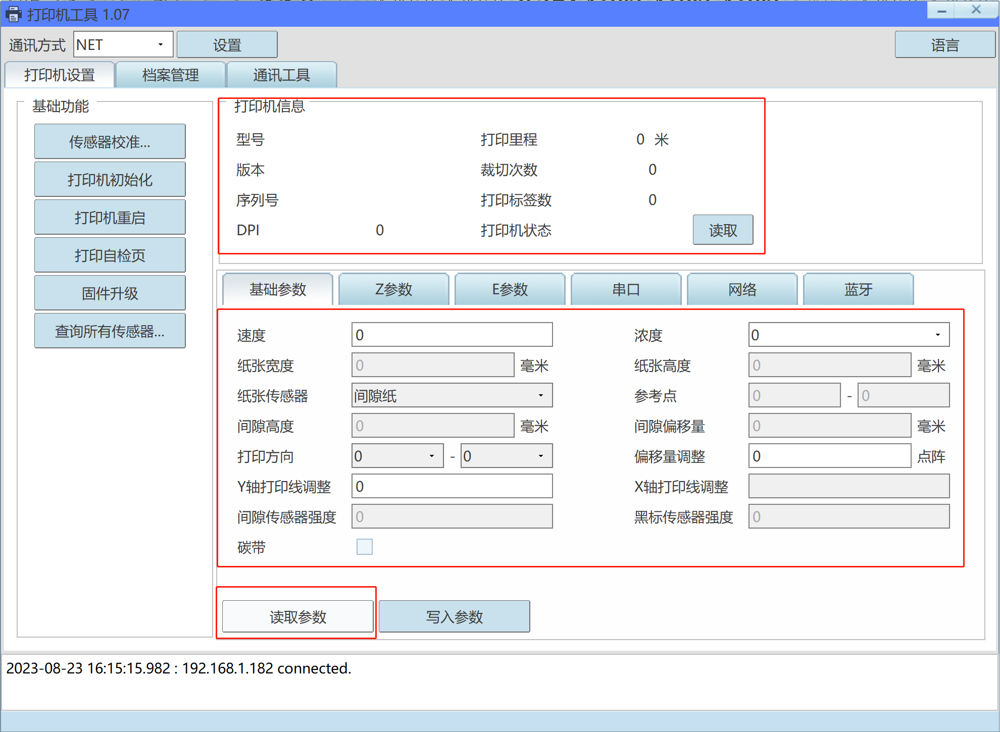 打印机工具 1.07
通讯方式 NET 设置 语言
打印机设置 档案管理 通讯工具
基础功能
传感器校准...
打印机初始化
打印机重启
打印自检页
固件升级
查询所有传感器...
打印机信息
型号 打印里程 0 米
版本 裁切次数 0
序列号 打印标签数 0
DPI 0 打印机状态 读取
基础参数 Z参数 E参数 串口 网络 蓝牙
速度 0 浓度 0
纸张宽度 0 毫米 纸张高度 0 毫米
纸张传感器 间隙纸 参考点 0 - 0
间隙高度 0 毫米 间隙偏移量 0 毫米
打印方向 0 - 0 偏移量调整 0 点阵
Y轴打印线调整 0 X轴打印线调整
间隙传感器强度 0 黑标传感器强度 0
碳带
读取参数 写入参数
2023-08-23 16:15:15.982 : 192.168.1.182 connected.